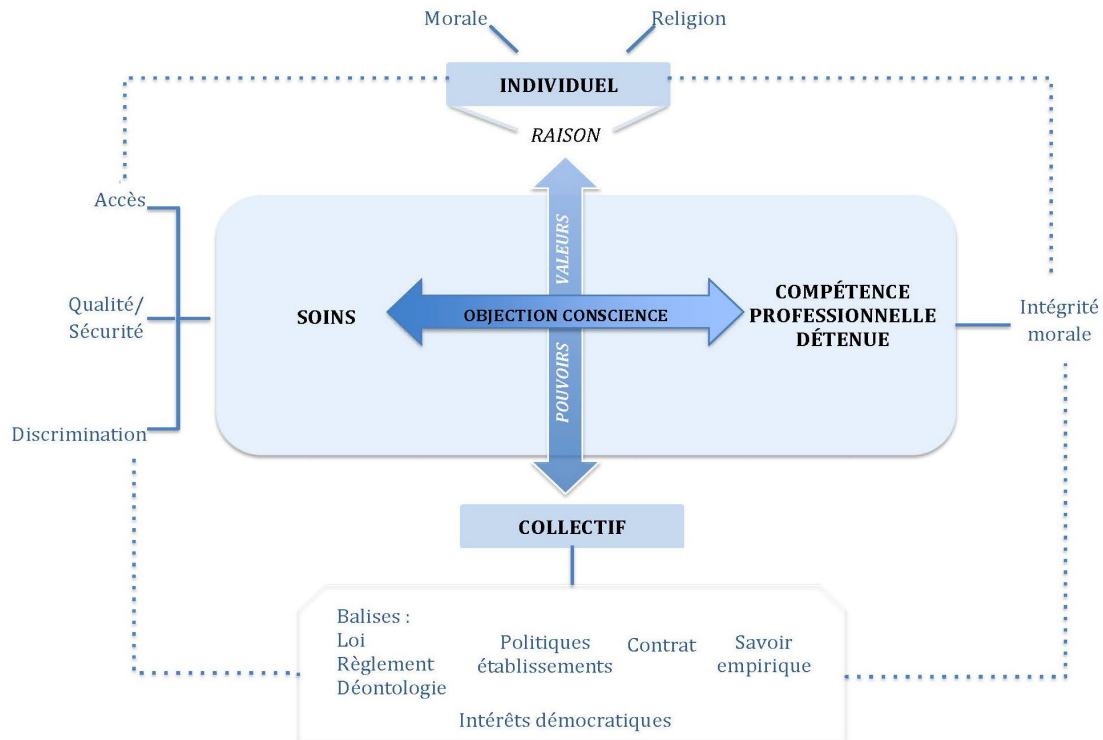 Morale
Religion
INDIVIDUEL
RAISON
Accès
Qualité/
Sécurité
Discrimination
VALEURS
SOINS
OBJECTION CONSCIENCE
POUVOIRS
COMPÉTENCE
PROFESSIONNELLE
DÉTENUE
Intégrité
morale
COLLECTIF
Balises :
Loi
Règlement
Déontologie
Politiques
établissements
Contrat
Savoir
empirique
Intérêts démocratiques